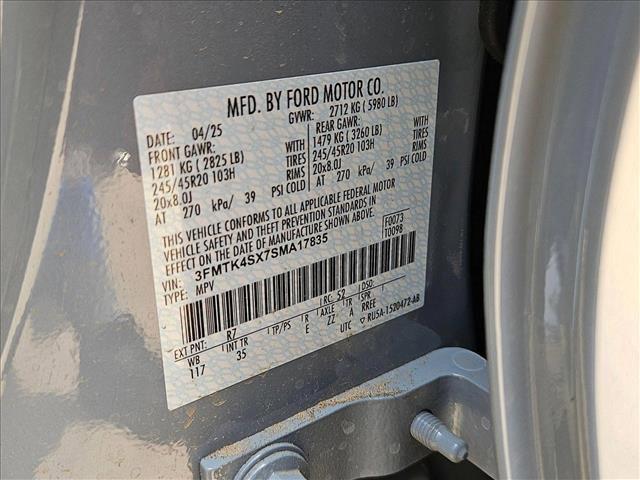 MFD. BY FORD MOTOR CO.
DATE: 04/25 GVWR: 2712 KG ( 5980 LB)
FRONT GAWR: REAR GAWR:
1281 KG ( 2825 LB) WITH 1479 KG ( 3260 LB) WITH
245/45R20 103H TIRES 245/45R20 103H TIRES
20x8.0J RIMS 20x8.0J RIMS
AT 270 kPa/ 39 PSI COLD AT 270 kPa/ 39 PSI COLD
THIS VEHICLE CONFORMS TO ALL APPLICABLE FEDERAL MOTOR
VEHICLE SAFETY AND THEFT PREVENTION STANDARDS IN
EFFECT ON THE DATE OF MANUFACTURE SHOWN ABOVE.
VIN: 3FMTK4SX7SMA17835 F0073
TYPE: MPV T0098
EXT PNT: R7 RC: 52 DSO:
WB INT TR TP/PS R AXLE TR SPR
117 35 E ZZ A RREE
UTC ▽ RU5A-1520472-AB